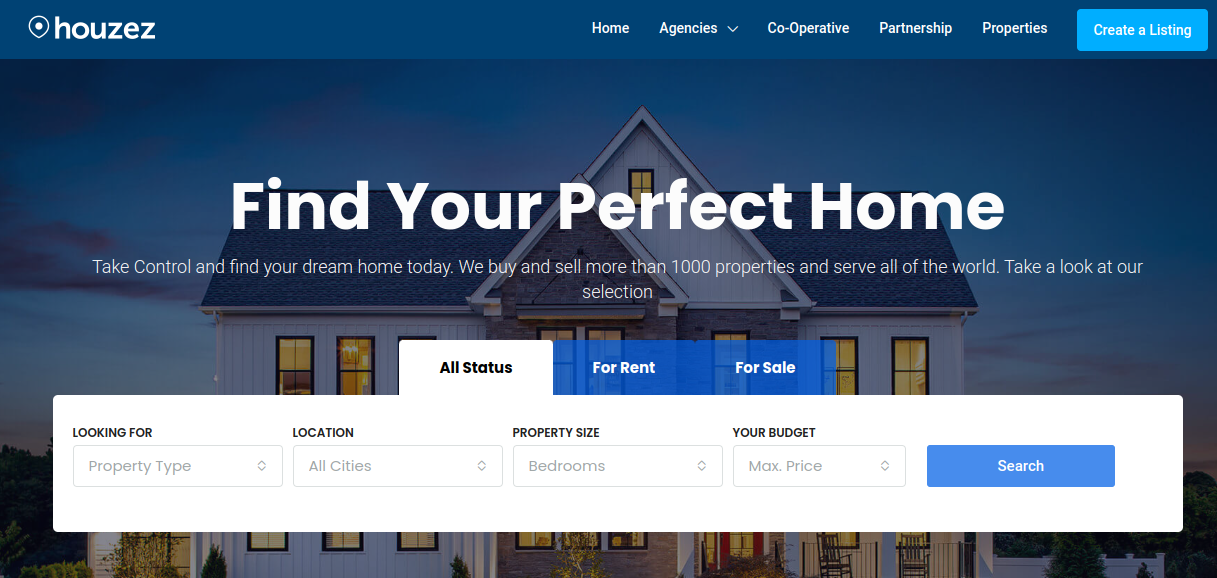 houzez
Home Agencies Co-Operative Partnership Properties Create a Listing
Find Your Perfect Home
Take Control and find your dream home today. We buy and sell more than 1000 properties and serve all of the world. Take a look at our
selection
All Status For Rent For Sale
LOOKING FOR LOCATION PROPERTY SIZE YOUR BUDGET
Property Type All Cities Bedrooms Max. Price Search